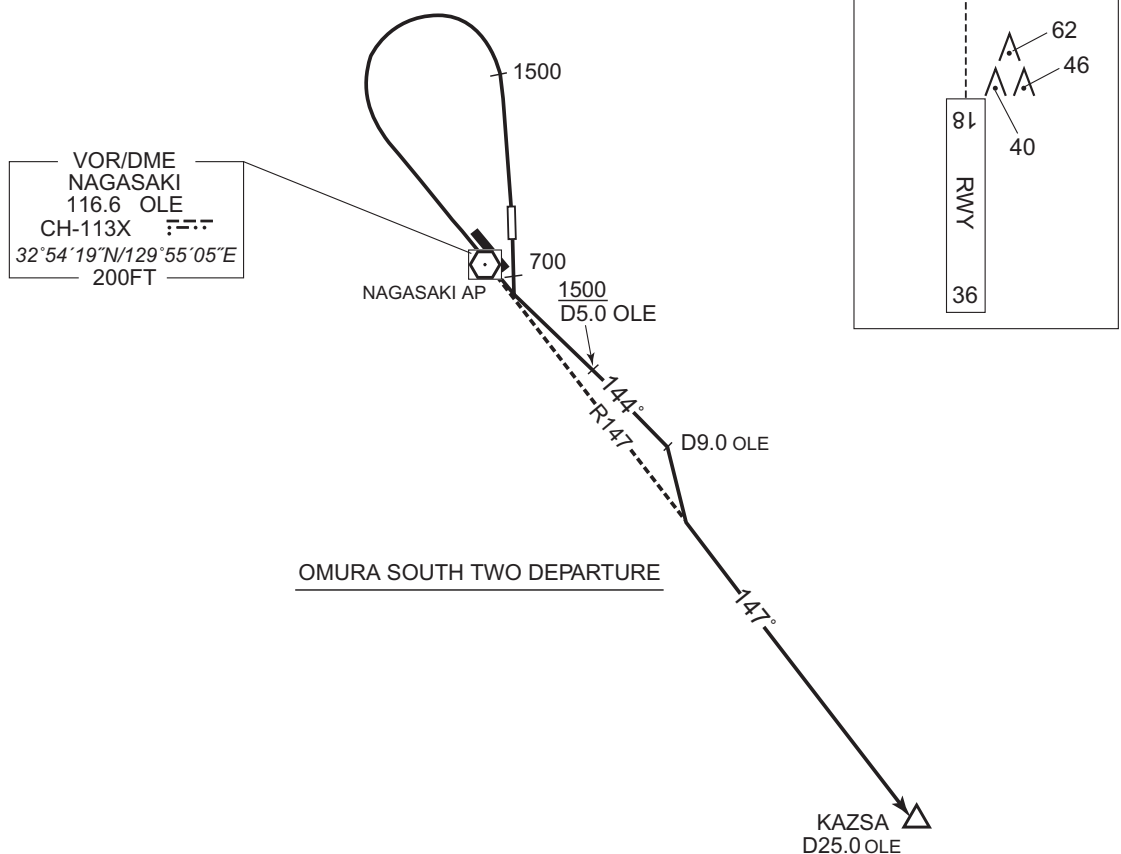 1500
VOR/DME
NAGASAKI
116.6 OLE
CH-113X
32°54´19˝N/129°55´05˝E
200FT
NAGASAKI AP
700
1500
D5.0 OLE
144°
R147
D9.0 OLE
OMURA SOUTH TWO DEPARTURE
147°
KAZSA
D25.0 OLE
62
46
40
18
RWY
36